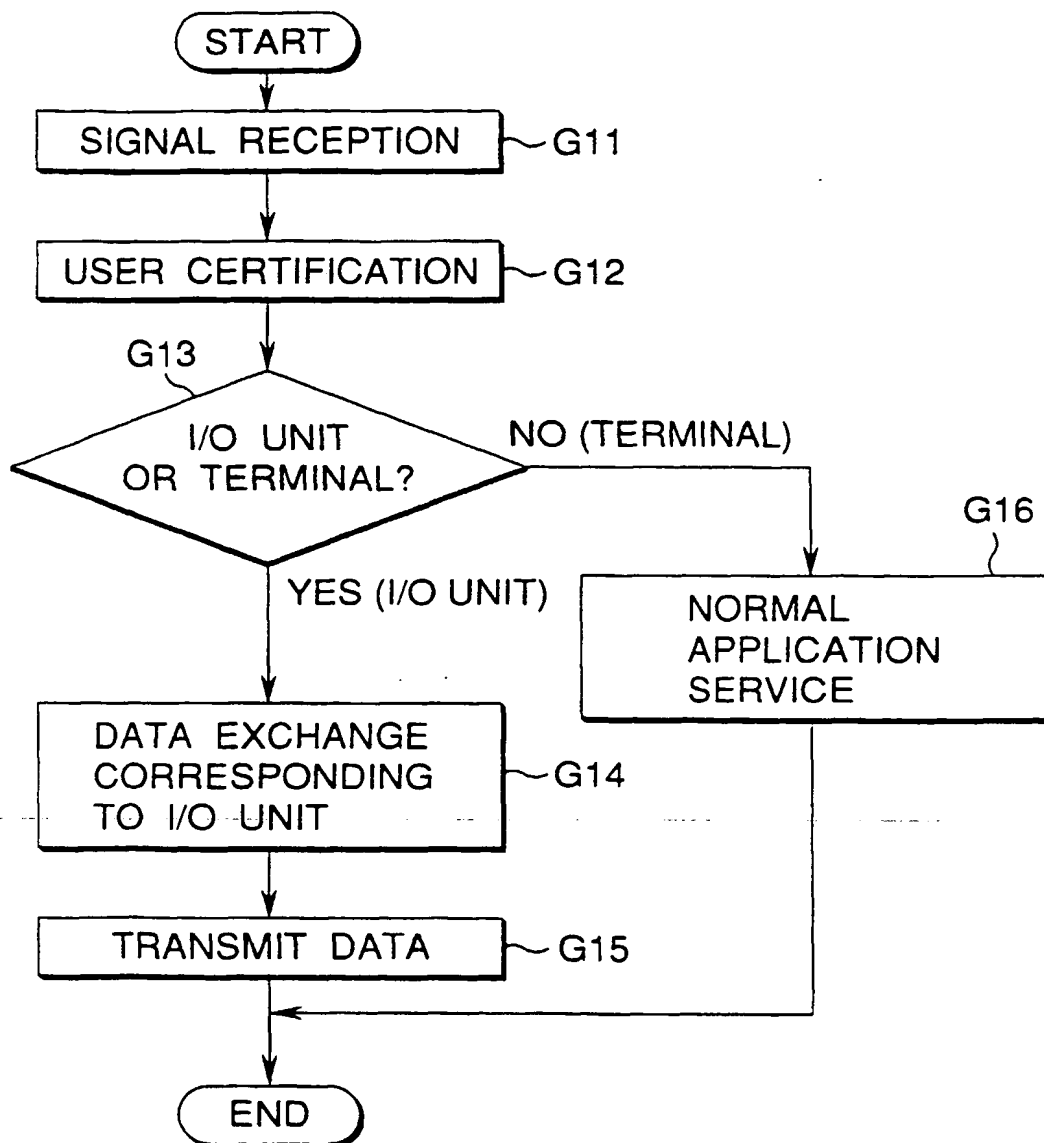 START
SIGNAL RECEPTION
G11
USER CERTIFICATION
G12
G13
I/O UNIT
OR TERMINAL?
NO (TERMINAL)
YES (I/O UNIT)
G16
NORMAL
APPLICATION
SERVICE
DATA EXCHANGE
CORRESPONDING
TO I/O UNIT
G14
TRANSMIT DATA
G15
END